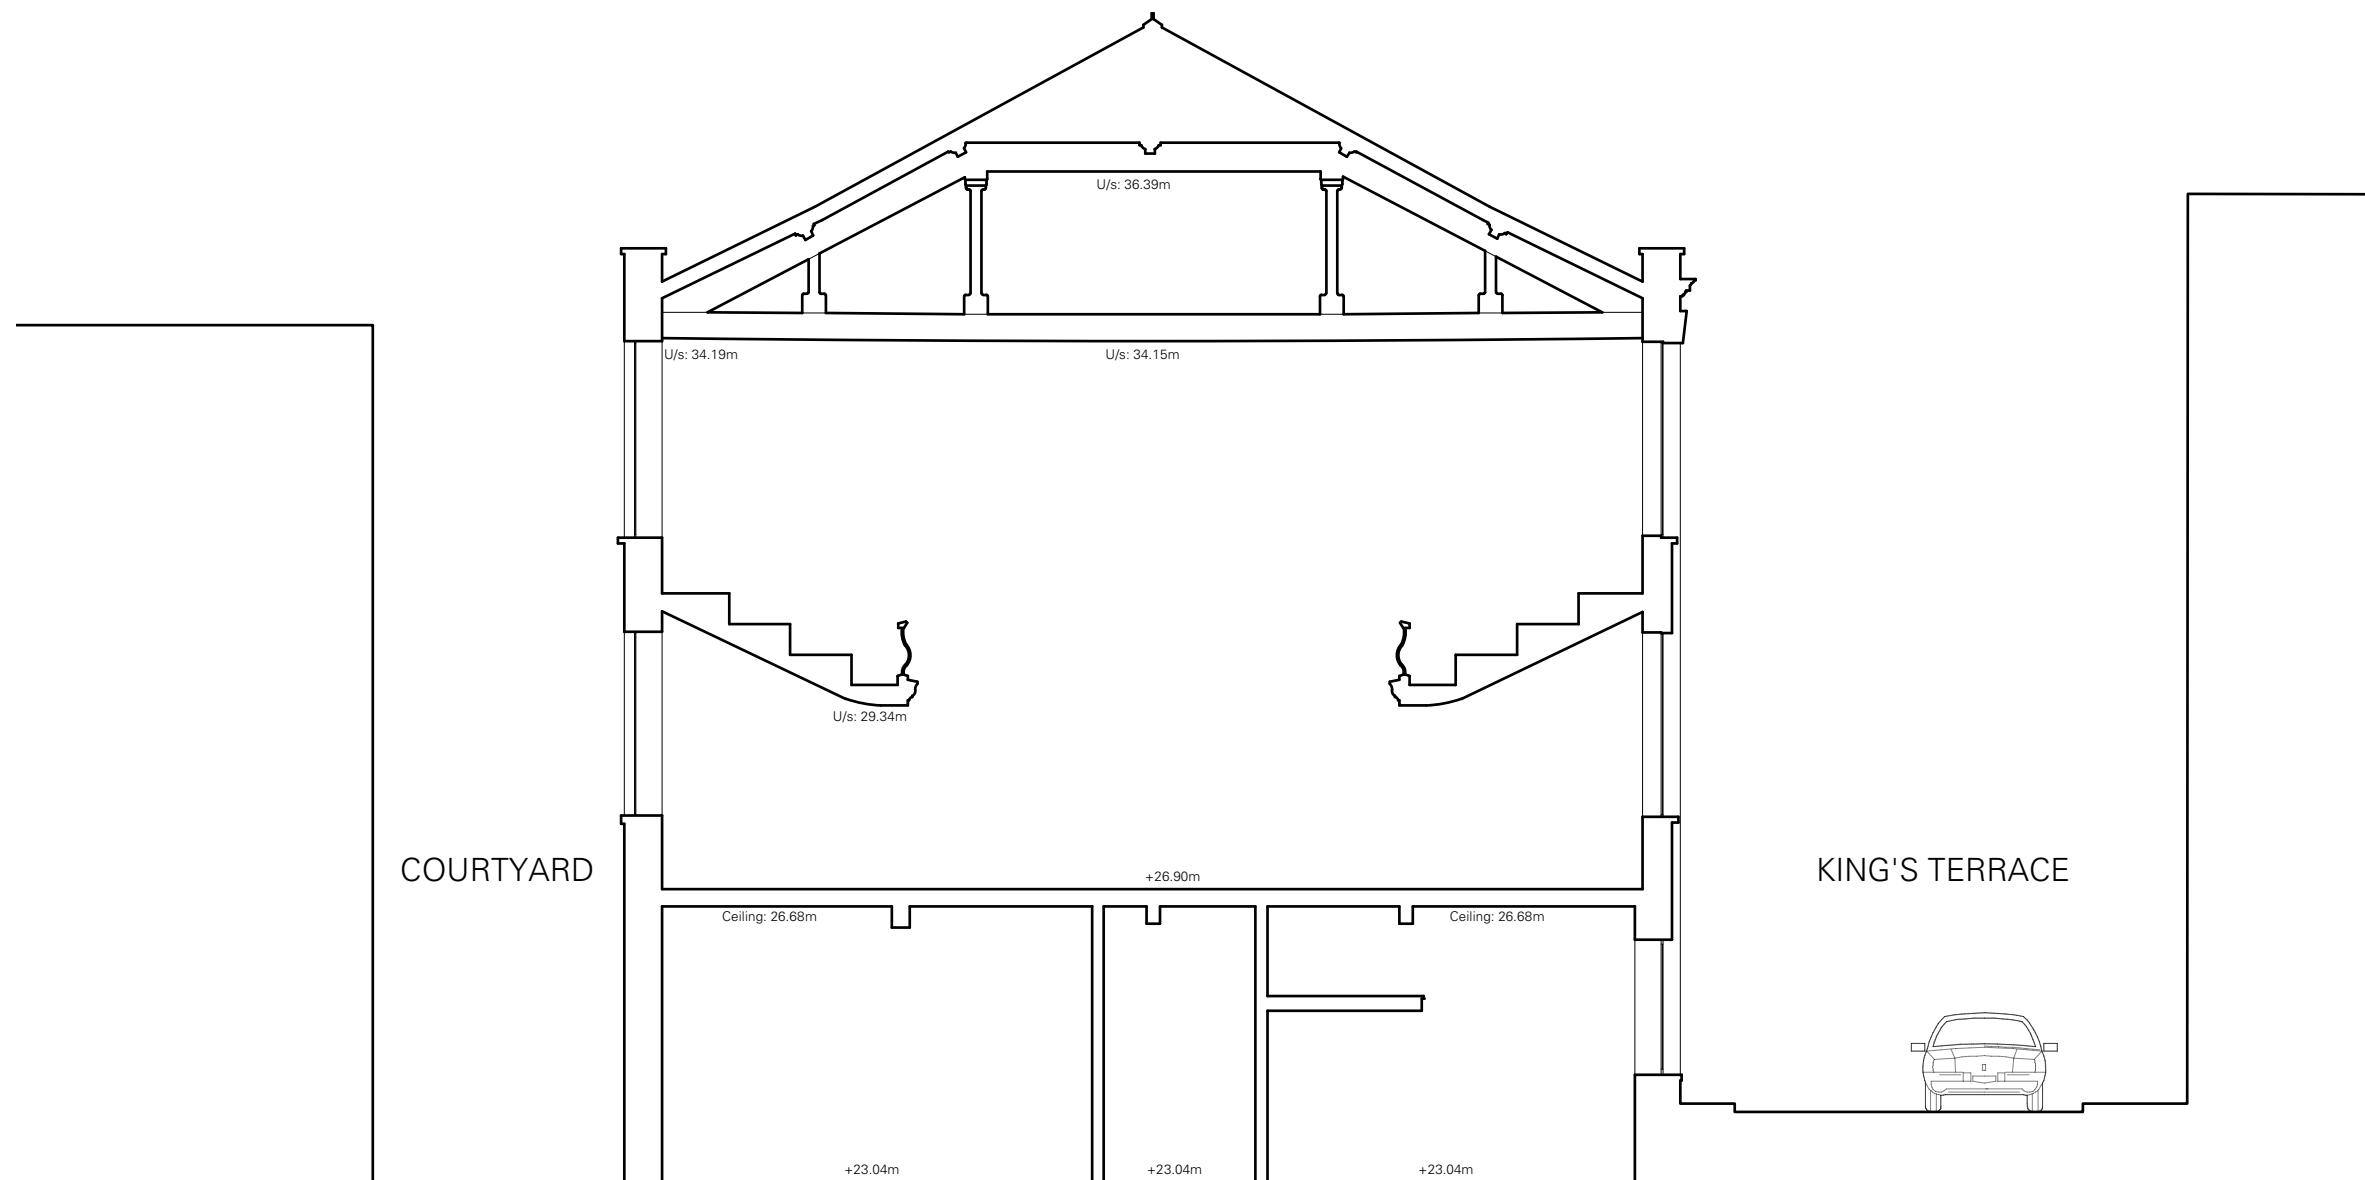 U/s: 36.39m
U/s: 34.19m
U/s: 34.15m
U/s: 29.34m
COURTYARD
KING'S TERRACE
+26.90m
Ceiling: 26.68m
Ceiling: 26.68m
+23.04m
+23.04m
+23.04m